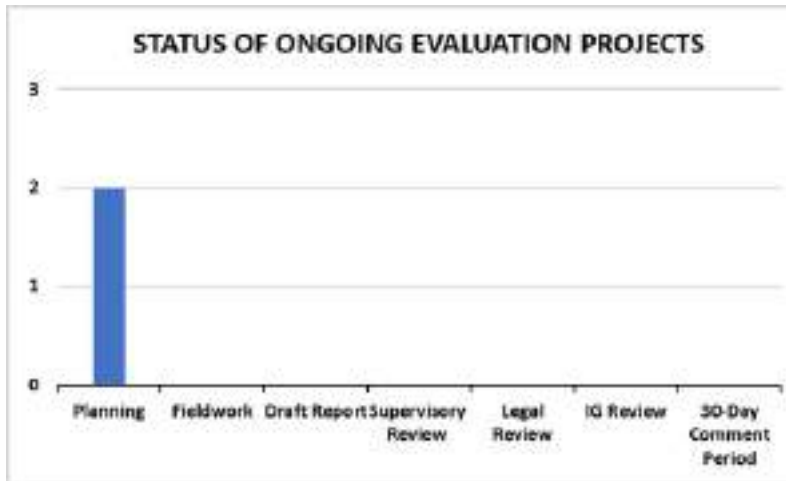 STATUS OF ONGOING EVALUATION PROJECTS
3
2
1
0
Planning Fieldwork Draft Report Supervisory Review Legal Review IG Review 30-Day Comment Period